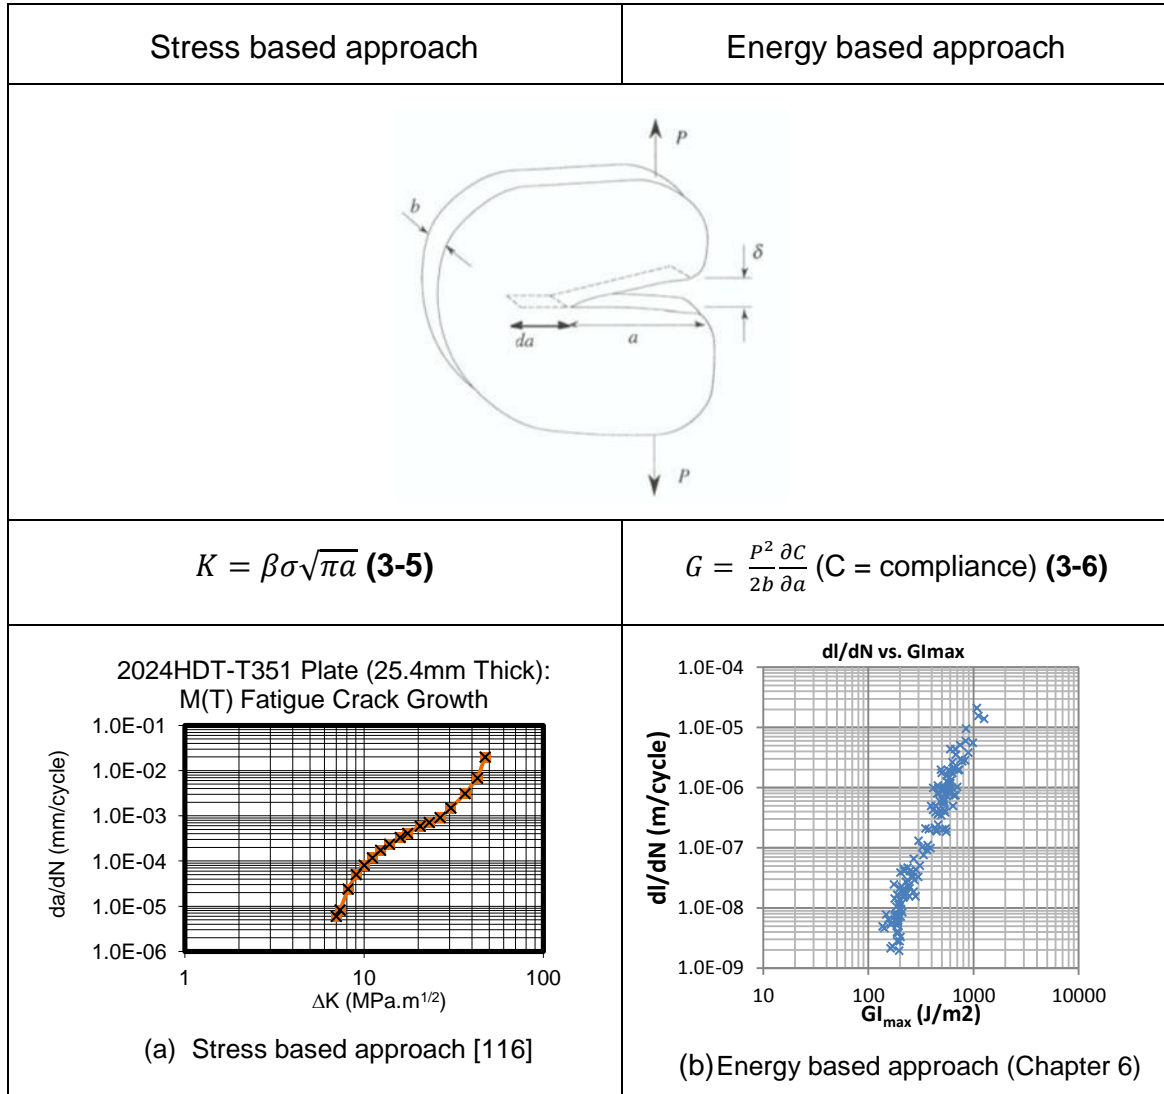 Stress based approach
Energy based approach
P
b
δ
da
a
P
K = βσ√πa (3-5)
G = P²/2b ∂C/∂a (C = compliance) (3-6)
2024HDT-T351 Plate (25.4mm Thick):
M(T) Fatigue Crack Growth
da/dN (mm/cycle)
1.0E-01
1.0E-02
1.0E-03
1.0E-04
1.0E-05
1.0E-06
1
10
100
ΔK (MPa.m^1/2)
(a) Stress based approach [116]
dl/dN vs. GImax
dl/dN (m/cycle)
1.0E-04
1.0E-05
1.0E-06
1.0E-07
1.0E-08
1.0E-09
10
100
1000
10000
GImax (J/m2)
(b) Energy based approach (Chapter 6)